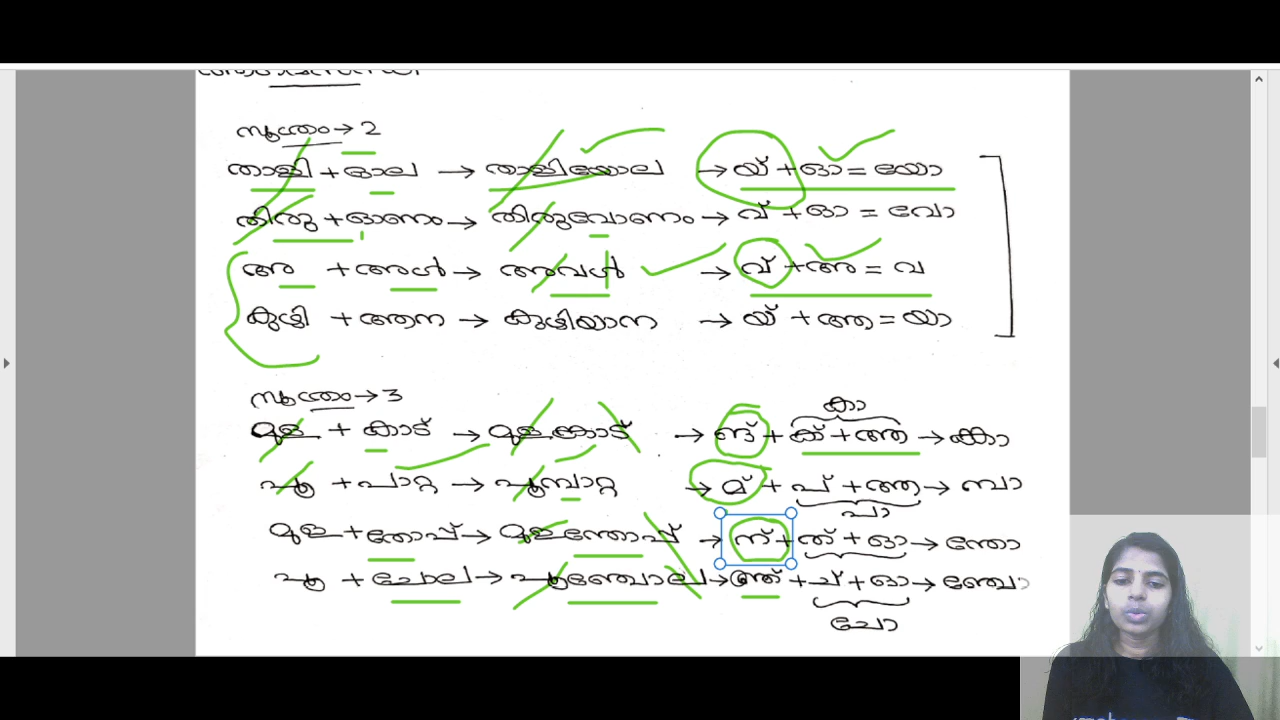 സൂത്രം→2
താളി + ഓല → താളിയോല → യ് + ഓ = യോ
തിരു + ഓണം → തിരുവോണം → വ് + ഓ = വോ
അ + അൾ → അവൾ → വ് + അ = വ
കുഴി + ആന → കുഴിയാന → യ് + ആ = യാ
സൂത്രം→3
കാ
മുള + കാട് → മുളങ്കാട് → ങ് + ക് + ആ → ങ്കാ
പൂ + പാറ്റ → പൂമ്പാറ്റ → മ് + പ് + ആ → മ്പാ
പാ
മുള + തോപ്പ് → മുളന്തോപ്പ് → ന് + ത് + ഓ → ന്തോ
പൂ + ചോല → പൂഞ്ചോല → ഞ് + ച് + ഓ → ഞ്ചോ
ചോ